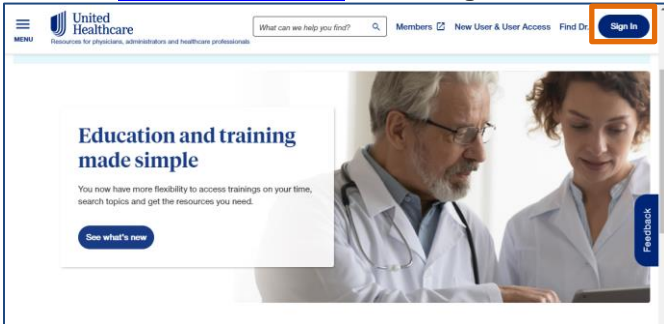 MENU
United
Healthcare
Resources for physicians, administrators and healthcare professionals
What can we help you find?
Members
New User & User Access
Find Dr.
Sign In
Education and training
made simple
You now have more flexibility to access trainings on your time,
search topics and get the resources you need.
See what's new
Feedback